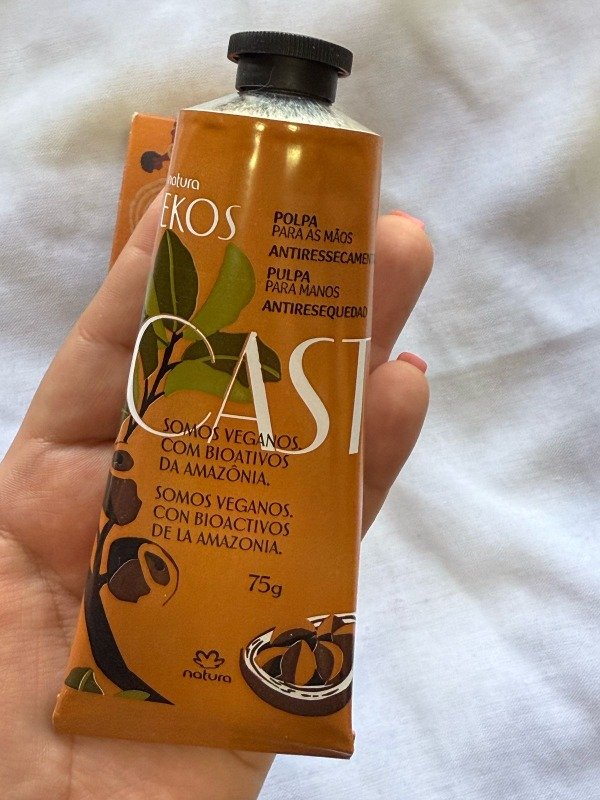 natura
EKOS
POLPA
PARA AS MÃOS
ANTIRESSECAMENT
PULPA
PARA MANOS
ANTIRESEQUEDAD
CAST
SOMOS VEGANOS.
COM BIOATIVOS
DA AMAZÔNIA.
SOMOS VEGANOS.
CON BIOACTIVOS
DE LA AMAZONIA.
75g
natura